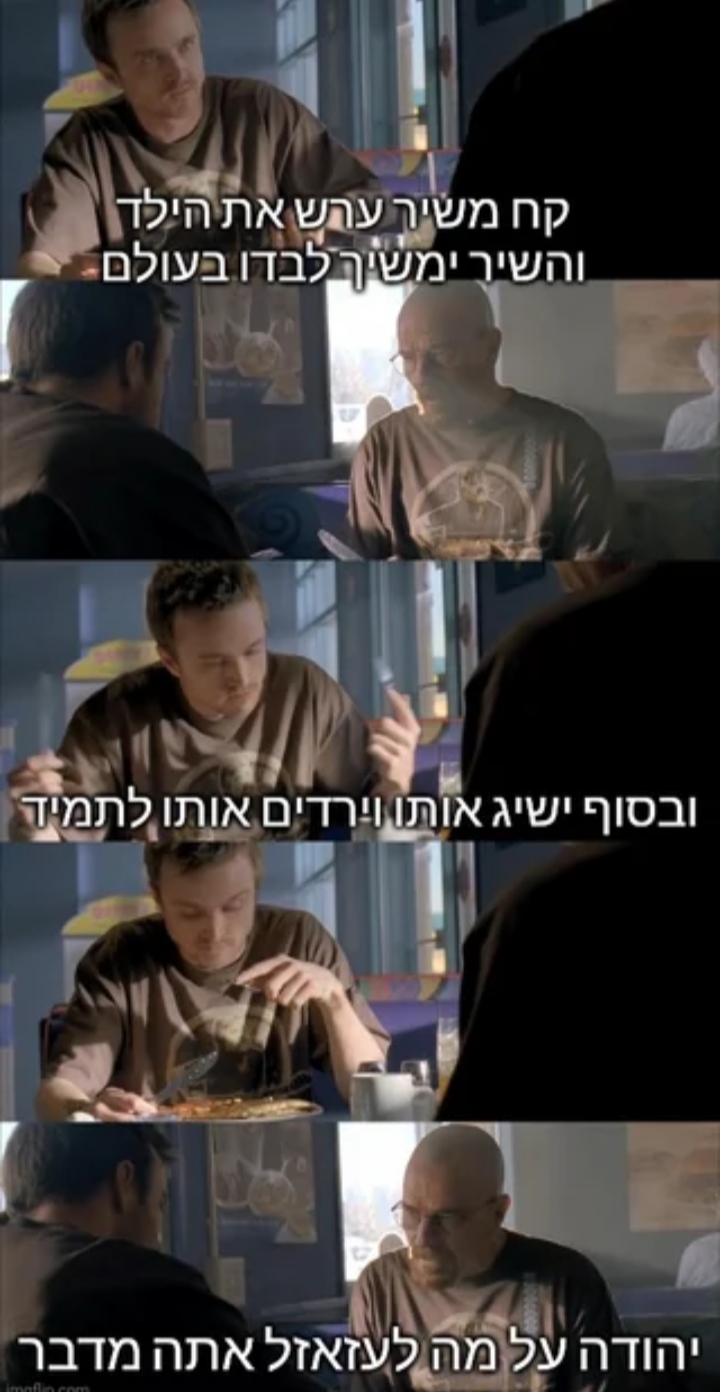 קח משיר ערש את הילד
והשיר ימשיך לבדו בעולם
ובסוף ישיג אותו וירדים אותו לתמיד
יהודה על מה לעזאזל אתה מדבר
imgflip.com